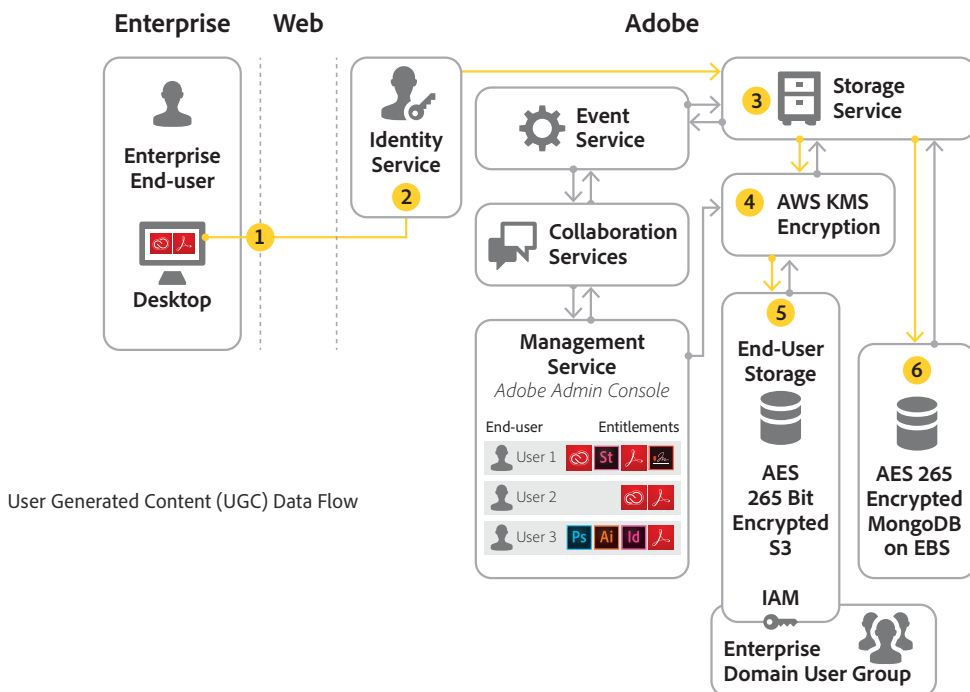 Enterprise
Web
Adobe
Enterprise
End-user
Desktop
1
Identity
Service
2
Event
Service
Collaboration
Services
Management
Service
Adobe Admin Console
End-user Entitlements
User 1 St
User 2
User 3 Ps Ai Id
3
Storage
Service
4
AWS KMS
Encryption
5
End-User
Storage
AES
265 Bit
Encrypted
S3
IAM
Enterprise
Domain User Group
6
AES 265
Encrypted
MongoDB
on EBS
User Generated Content (UGC) Data Flow